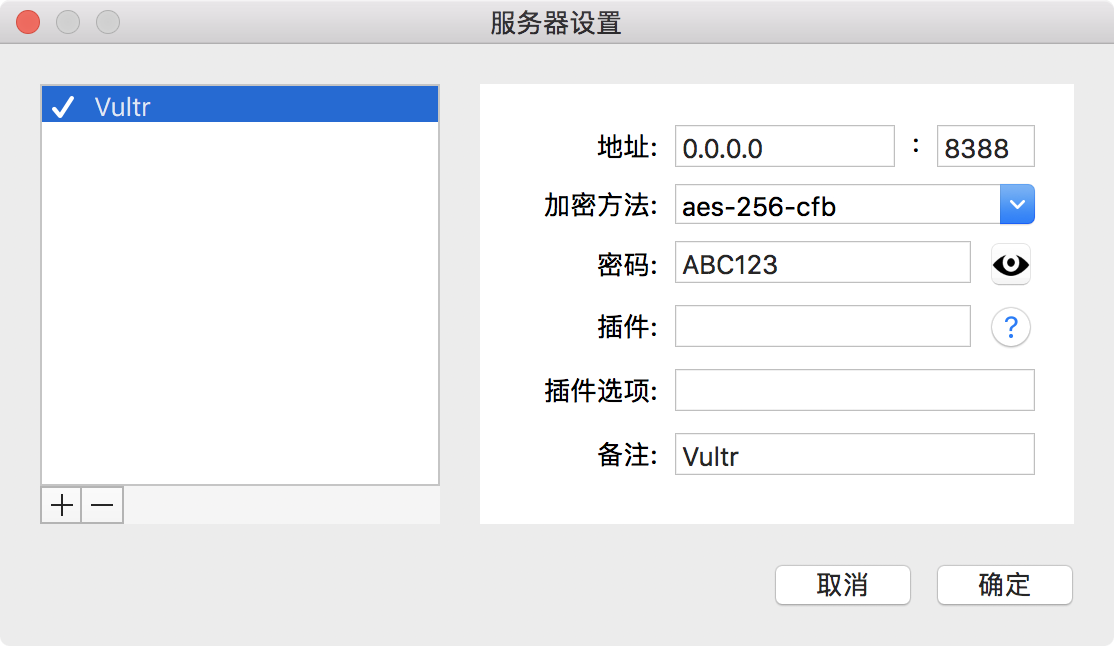 服务器设置
Vultr
地址: 0.0.0.0 : 8388
加密方法: aes-256-cfb
密码: ABC123
插件: ?
插件选项:
备注: Vultr
取消 确定